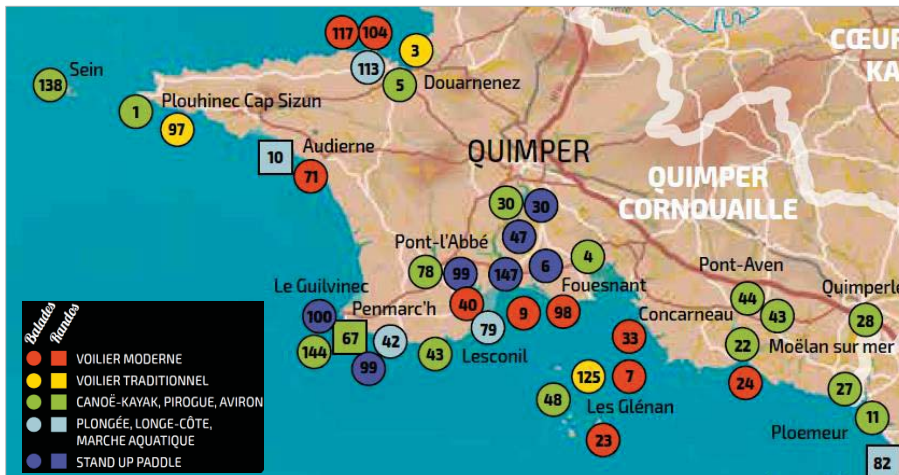 CŒUR
KA
117 104
3
113
5 Douarnenez
Sein
138
Plouhinec Cap Sizun
1
97
10 Audierne
71
QUIMPER
QUIMPER
CORNOUAILLE
30 30
47
Pont-l'Abbé
78 99 147 6 4
Fouesnant
Pont-Aven
Quimperlé
Le Guilvinec
100
Penmarc'h
40 9 98
44 43 28
Concarneau
67 42 79
144 99 43 Lesconil
33
22 Moëlan sur mer
125 7
24
48 Les Glénan
23
27
11
Ploemeur
82
Balades Randos
VOILIER MODERNE
VOILIER TRADITIONNEL
CANOË-KAYAK, PIROGUE, AVIRON
PLONGÉE, LONGE-CÔTE,
MARCHE AQUATIQUE
STAND UP PADDLE